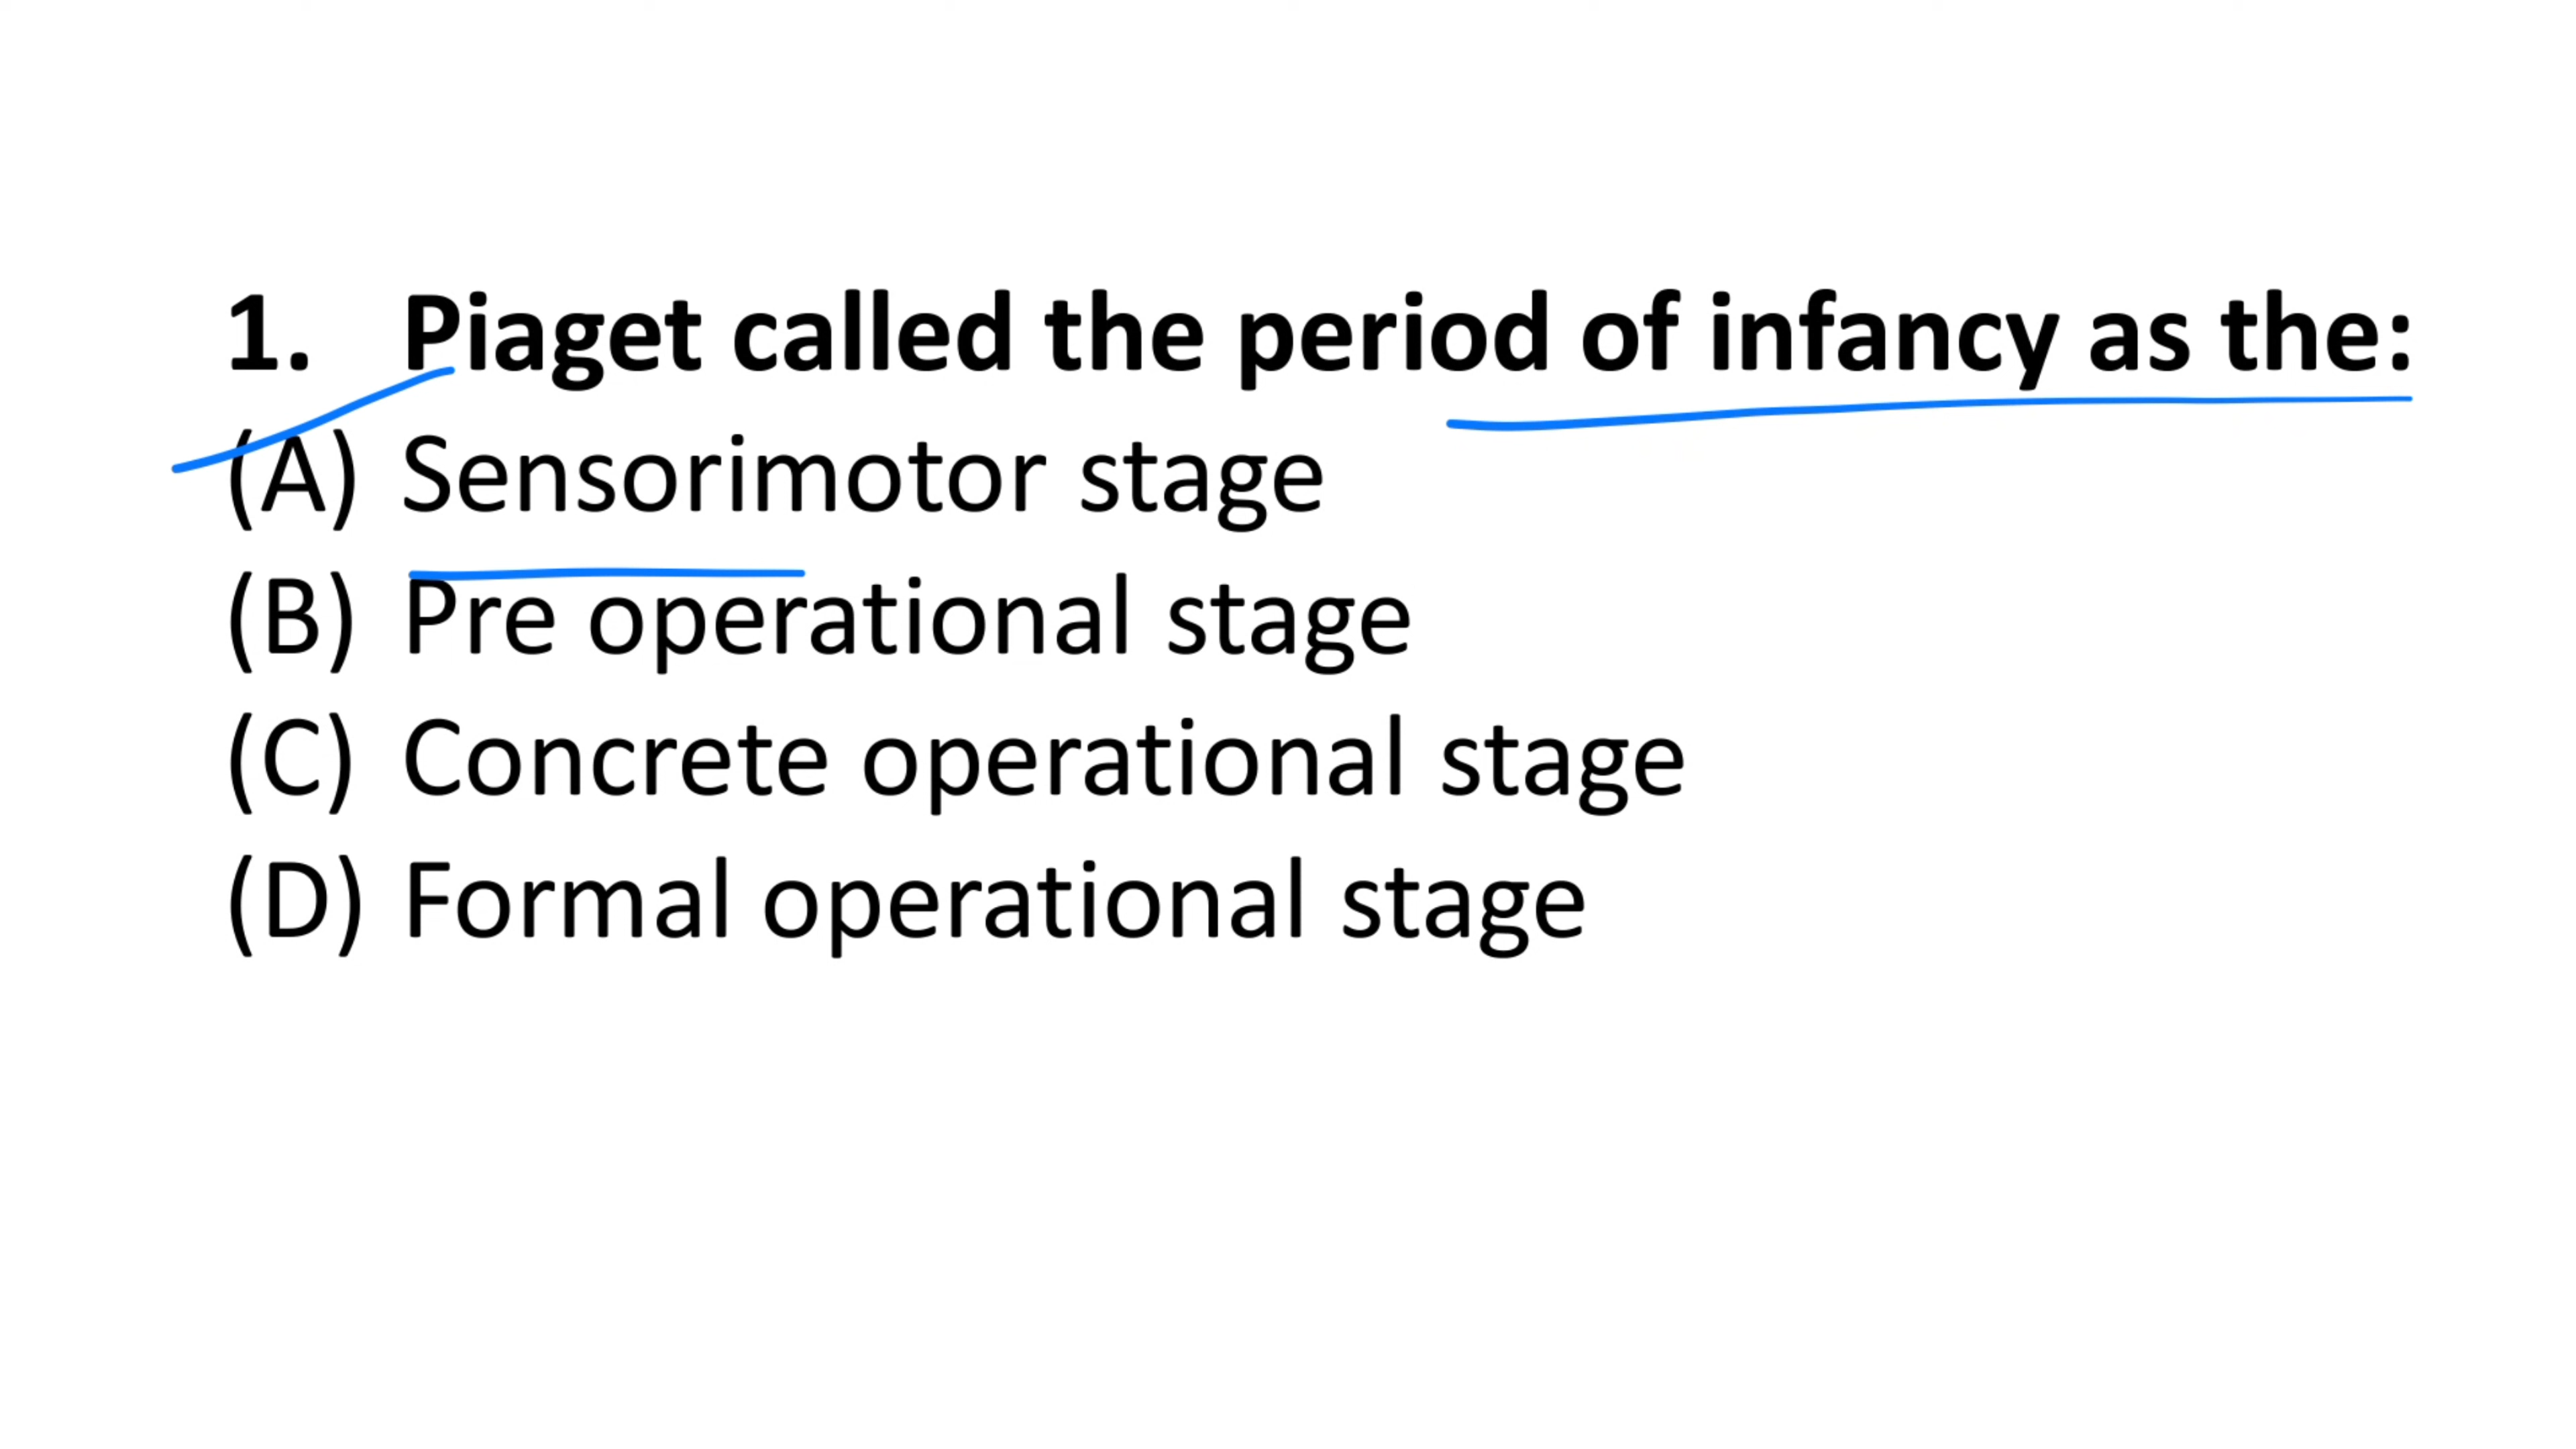 1. Piaget called the period of infancy as the:
(A) Sensorimotor stage
(B) Pre operational stage
(C) Concrete operational stage
(D) Formal operational stage